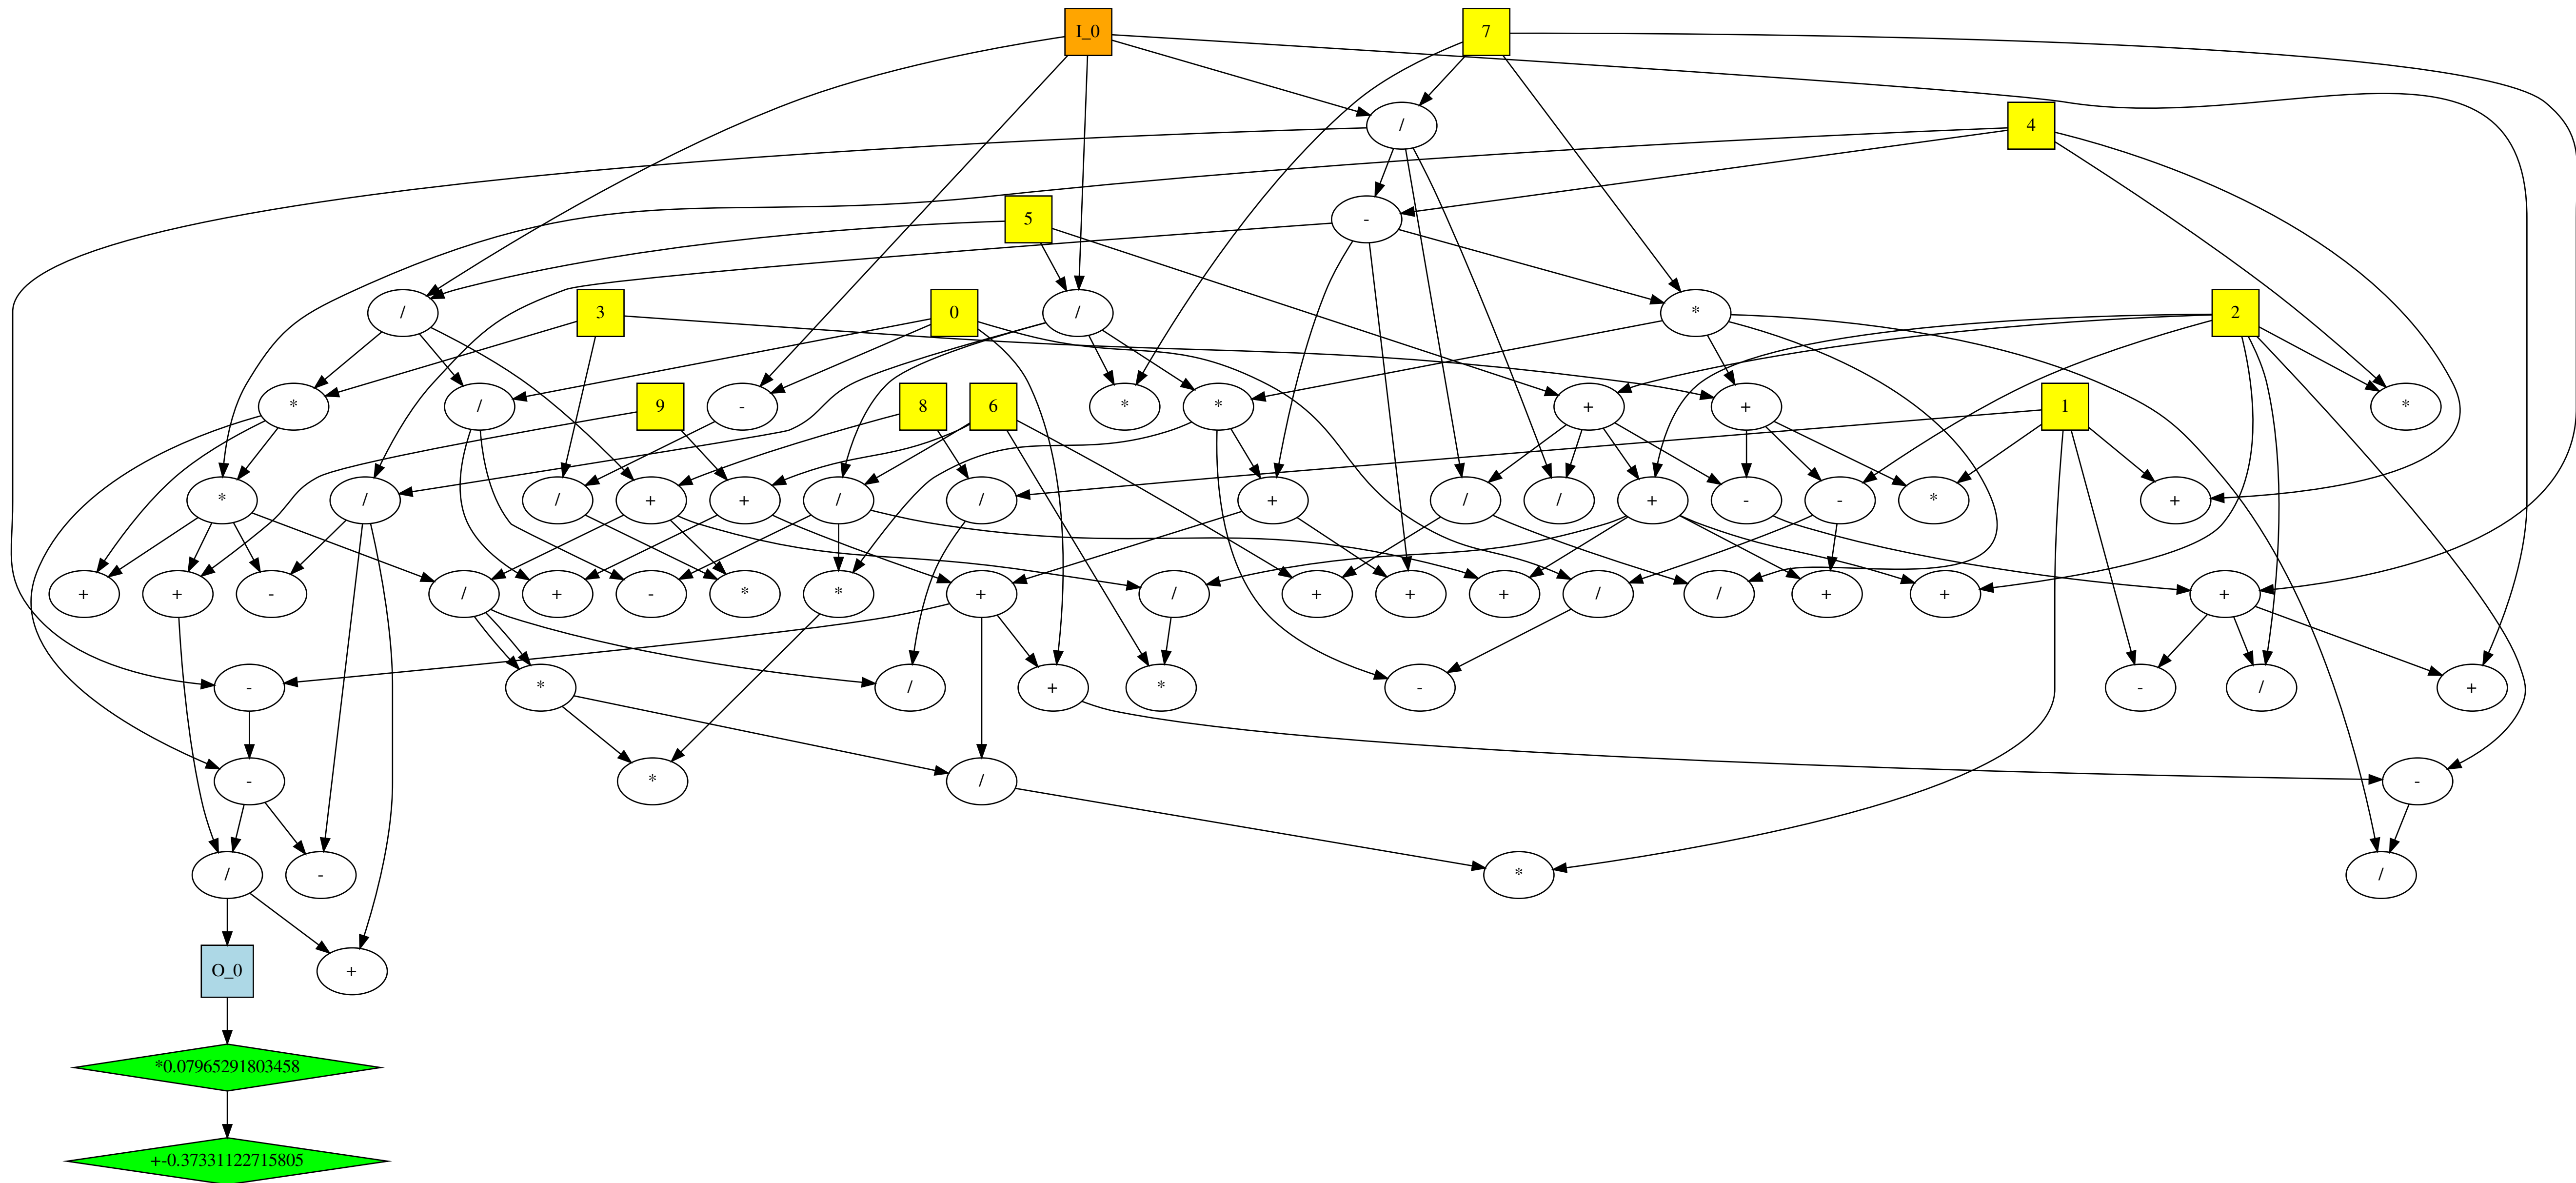 I_0 7
/ 4
5 -
/ 3 0 / * 2
* / - 9 8 6 * * + + 1 *
* / / + + / / + / / + - - * +
+ + - / + - * * + / + + + / / + + +
- * / + * - - / +
- * / -
/ - * /
O_0 +
*0.07965291803458
+-0.37331122715805